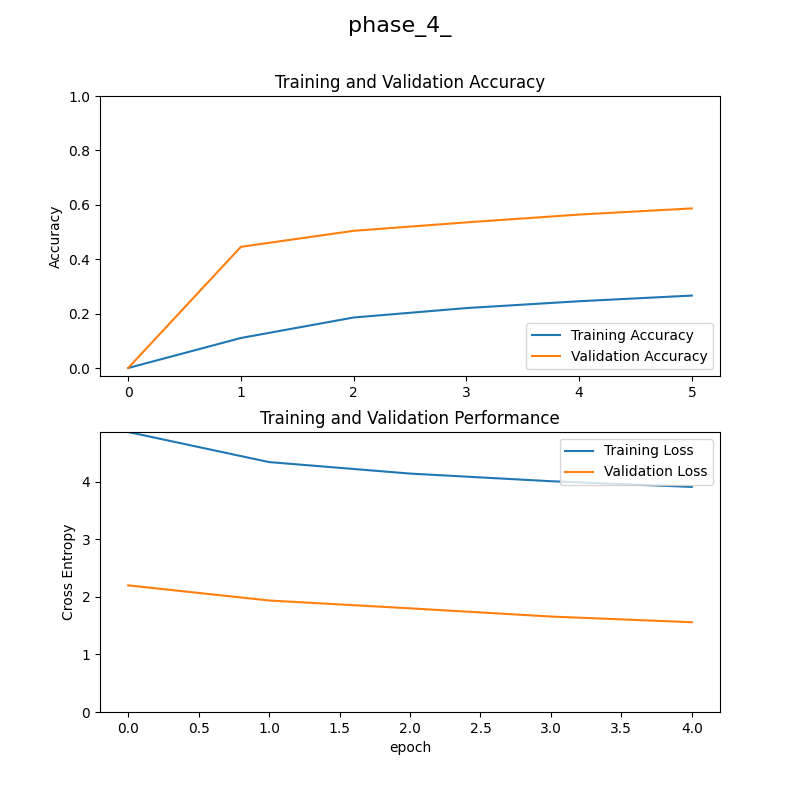 phase_4_
Training and Validation Accuracy
1.0
0.8
0.6
0.4
0.2
0.0
Accuracy
Training Accuracy
Validation Accuracy
0 1 2 3 4 5
Training and Validation Performance
4
3
2
1
0
Cross Entropy
Training Loss
Validation Loss
0.0 0.5 1.0 1.5 2.0 2.5 3.0 3.5 4.0
epoch